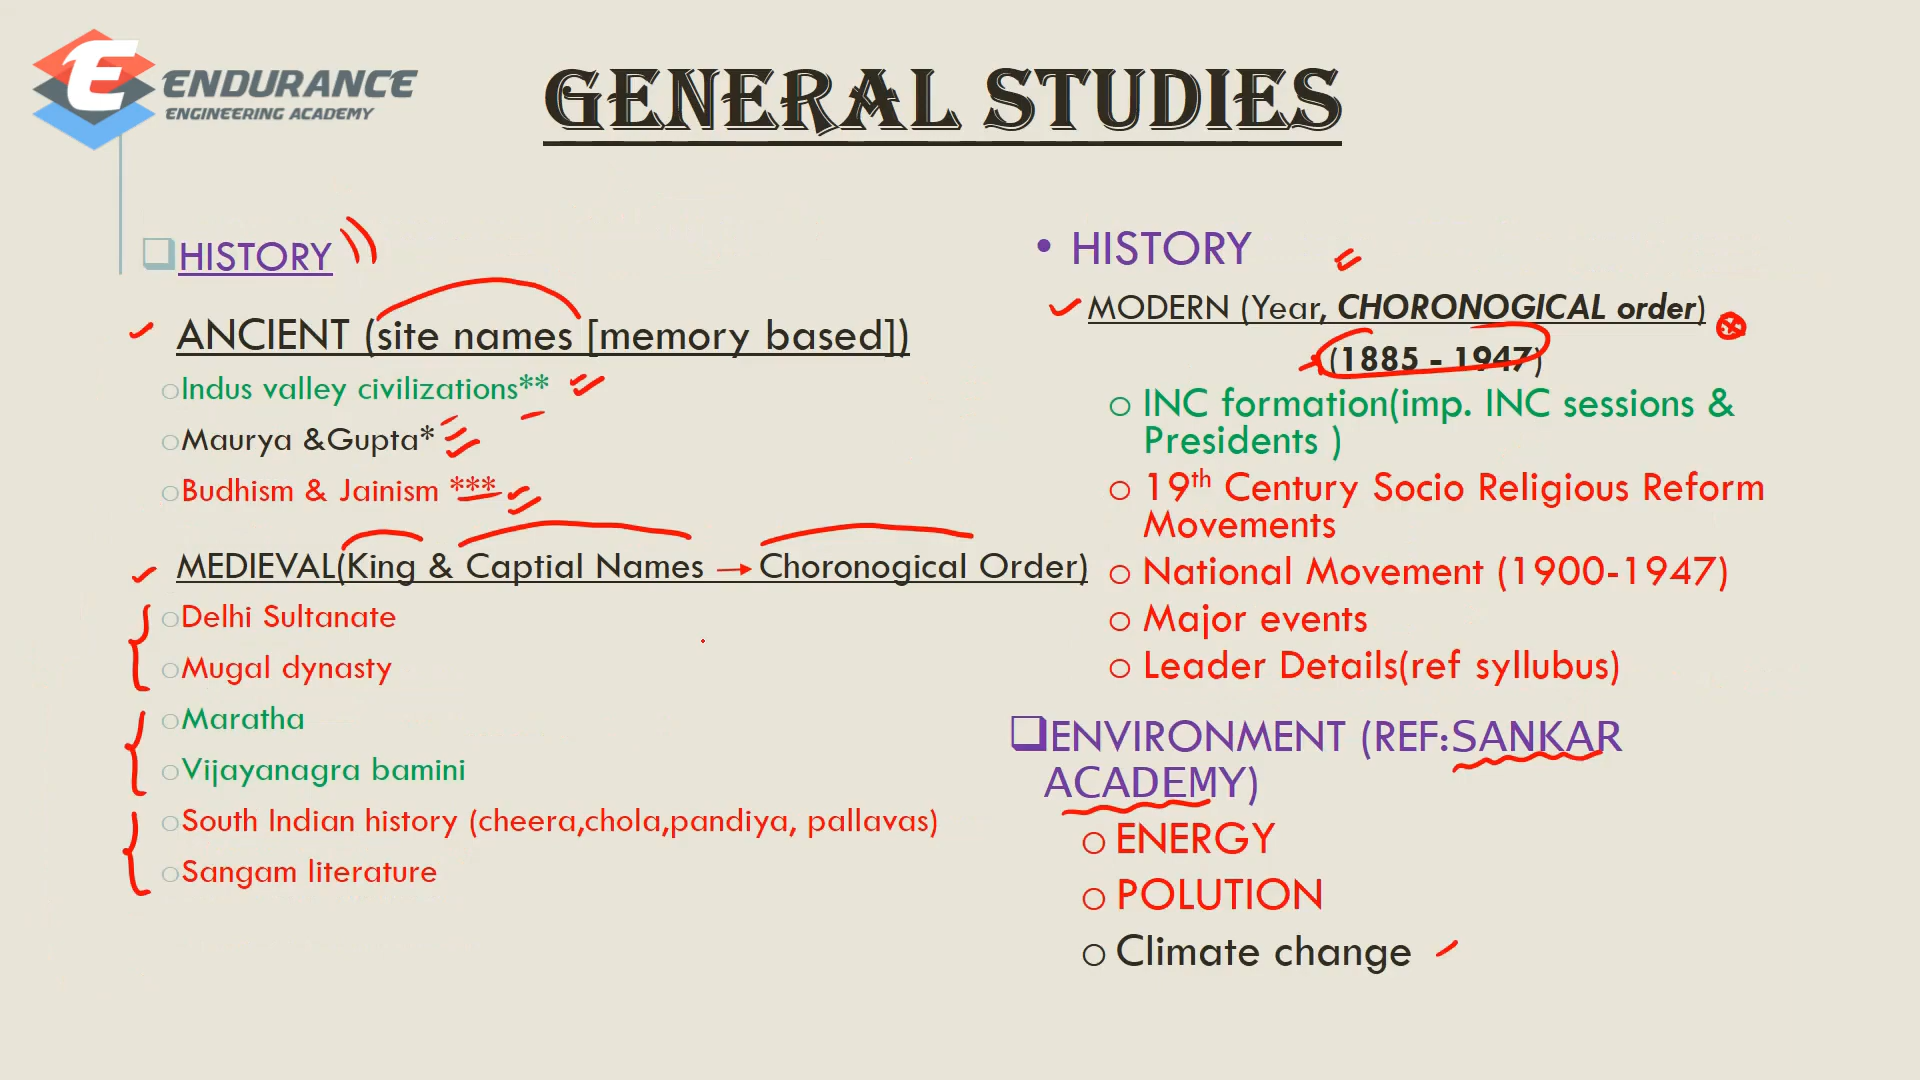 ENDURANCE
ENGINEERING ACADEMY
GENERAL STUDIES
HISTORY
ANCIENT (site names [memory based])
Indus valley civilizations**
Maurya &Gupta*
Budhism & Jainism ***
MEDIEVAL(King & Captial Names → Choronogical Order)
Delhi Sultanate
Mugal dynasty
Maratha
Vijayanagra bamini
South Indian history (cheera,chola,pandiya, pallavas)
Sangam literature
• HISTORY
MODERN (Year, CHORONOGICAL order)
(1885 - 1947)
INC formation(imp. INC sessions &
Presidents )
19th Century Socio Religious Reform
Movements
National Movement (1900-1947)
Major events
Leader Details(ref syllubus)
ENVIRONMENT (REF:SANKAR
ACADEMY)
ENERGY
POLUTION
Climate change